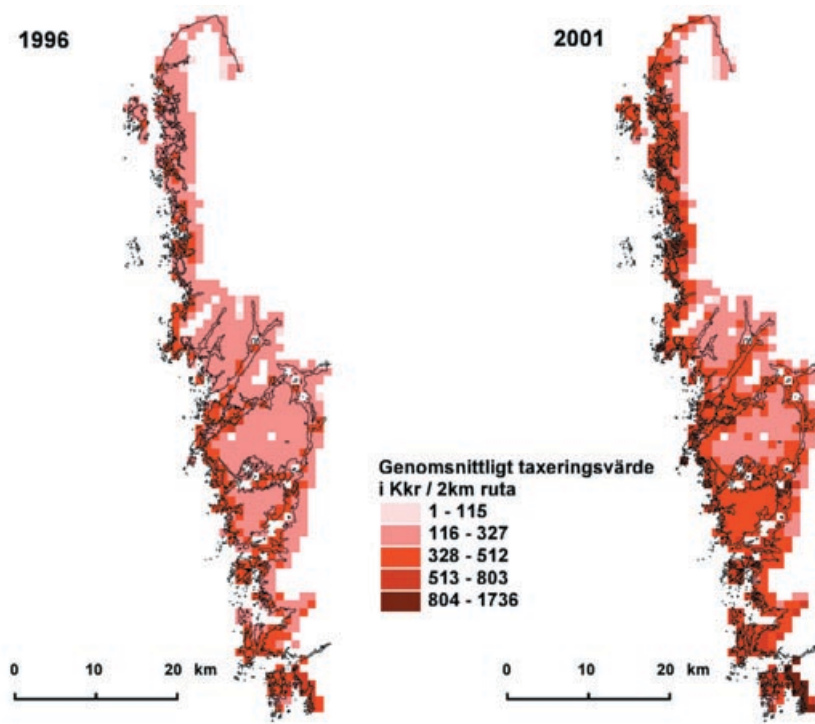 1996
2001
Genomsnittligt taxeringsvärde
i Kkr / 2km ruta
1 - 115
116 - 327
328 - 512
513 - 803
804 - 1736
0 10 20 km
0 10 20 km